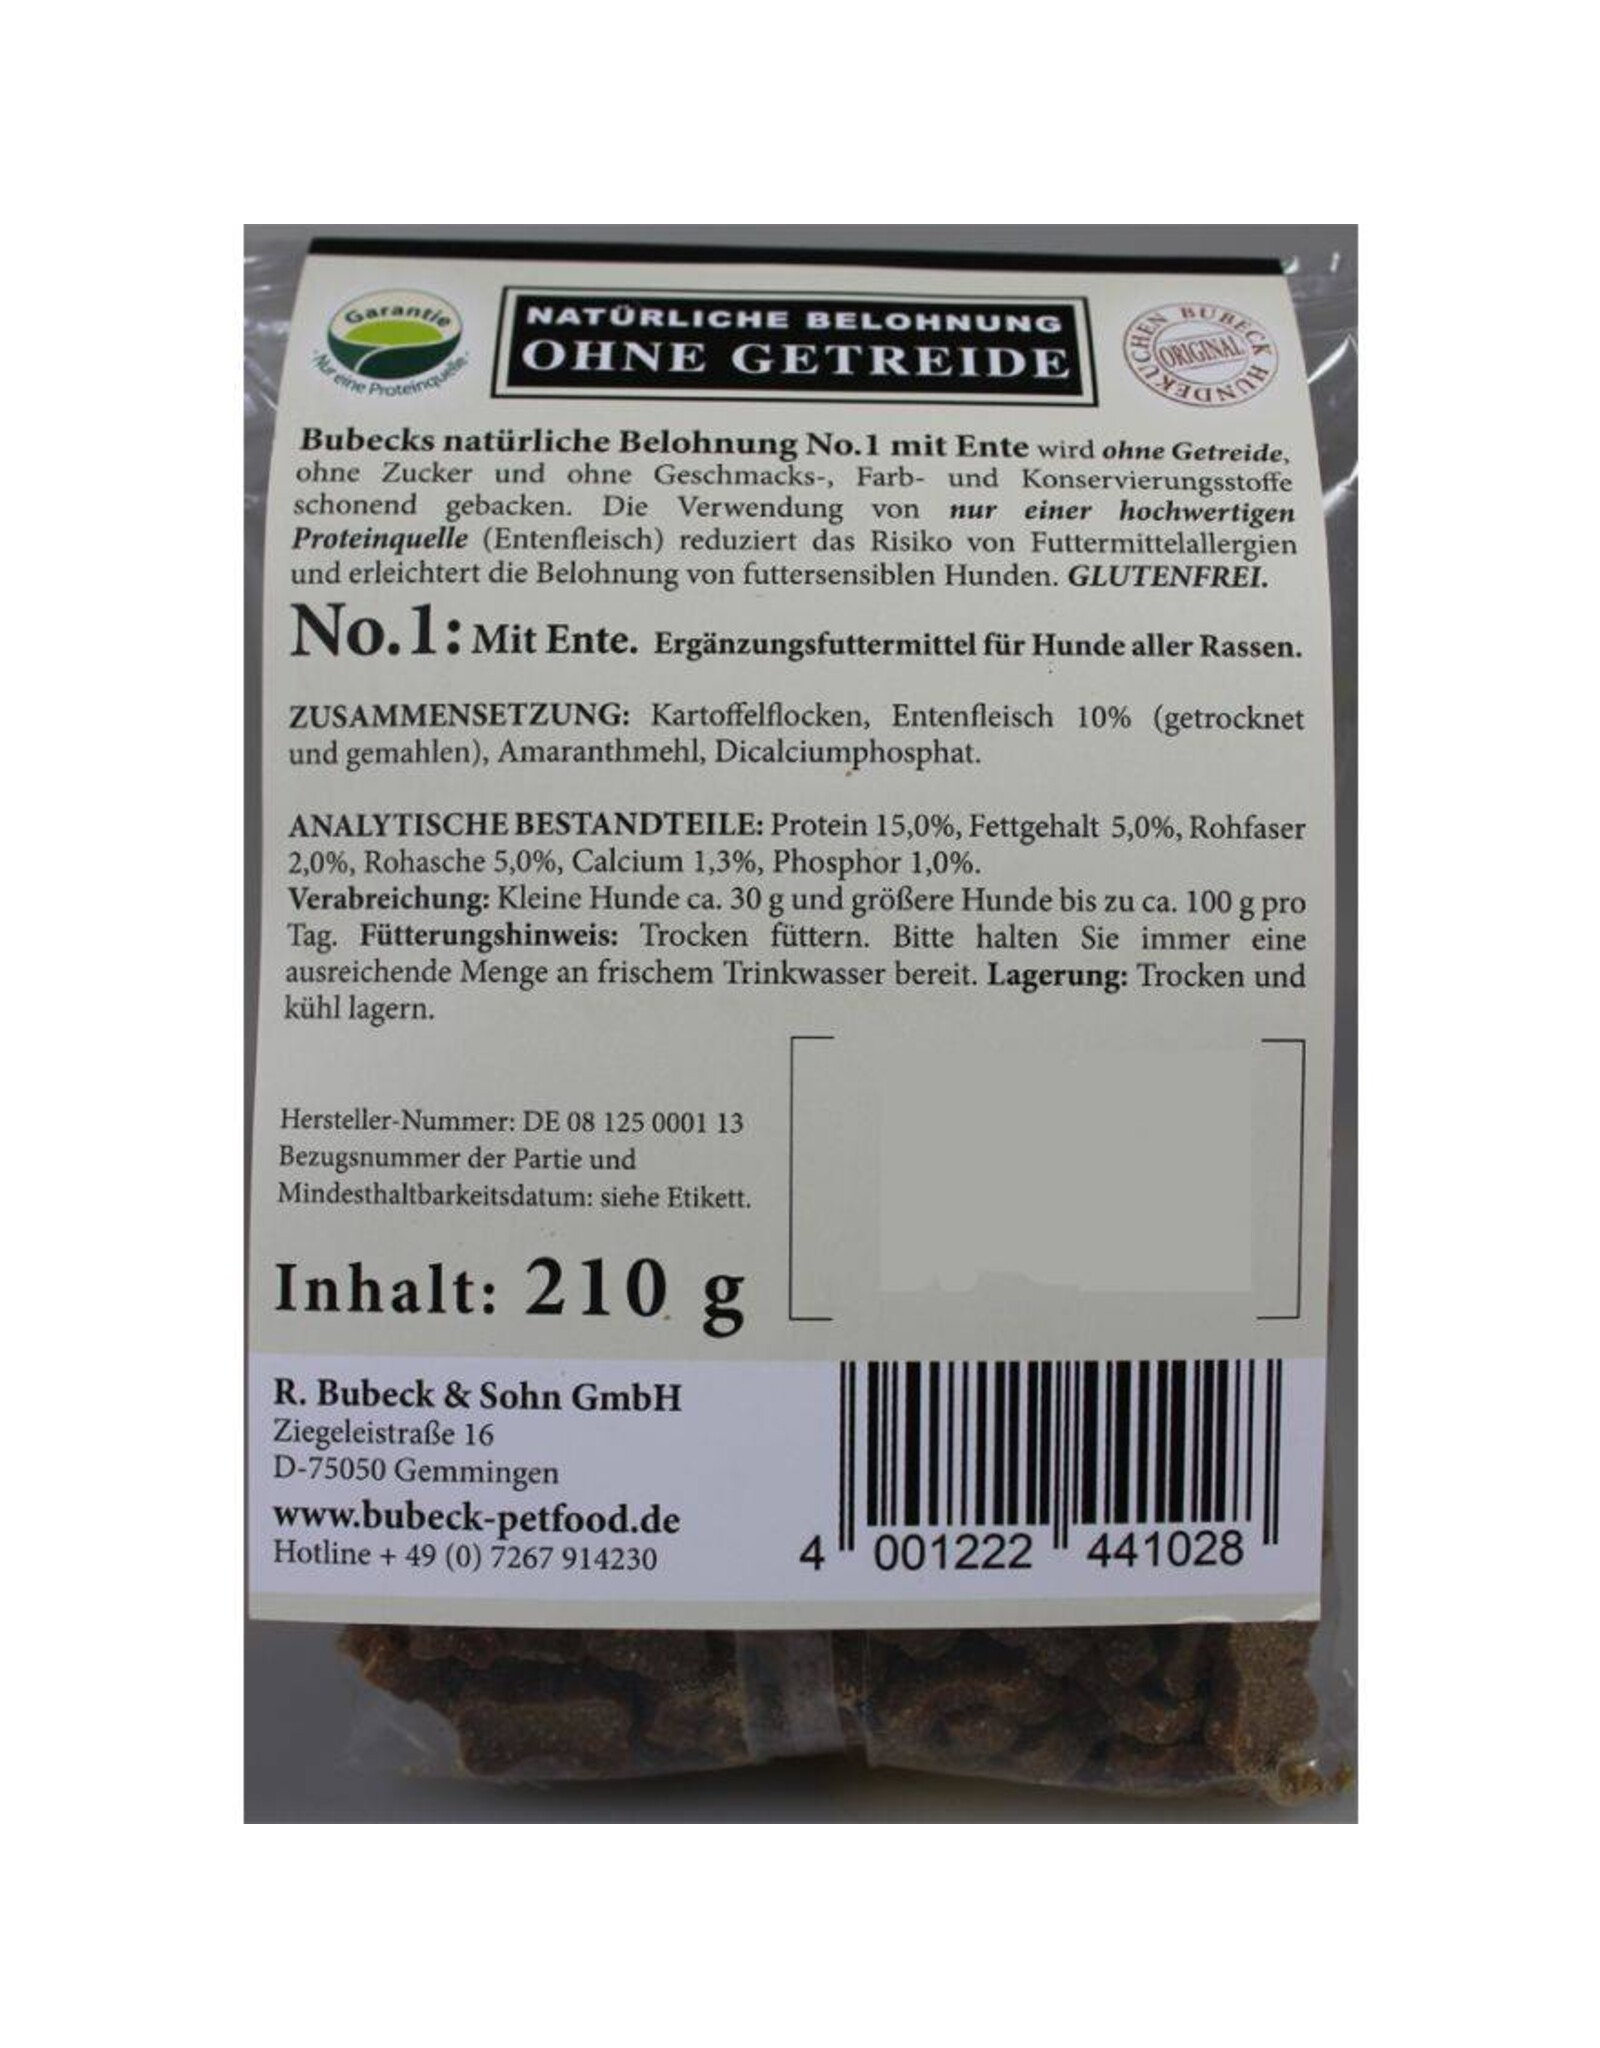 Garantie
· Nur eine Proteinquelle ·
NATÜRLICHE BELOHNUNG
OHNE GETREIDE
BUBECK HUNDEKUCHEN
ORIGINAL
Bubecks natürliche Belohnung No.1 mit Ente wird ohne Getreide,
ohne Zucker und ohne Geschmacks-, Farb- und Konservierungsstoffe
schonend gebacken. Die Verwendung von nur einer hochwertigen
Proteinquelle (Entenfleisch) reduziert das Risiko von Futtermittelallergien
und erleichtert die Belohnung von futtersensiblen Hunden. GLUTENFREI.
No.1: Mit Ente. Ergänzungsfuttermittel für Hunde aller Rassen.
ZUSAMMENSETZUNG: Kartoffelflocken, Entenfleisch 10% (getrocknet
und gemahlen), Amaranthmehl, Dicalciumphosphat.
ANALYTISCHE BESTANDTEILE: Protein 15,0%, Fettgehalt 5,0%, Rohfaser
2,0%, Rohasche 5,0%, Calcium 1,3%, Phosphor 1,0%.
Verabreichung: Kleine Hunde ca. 30 g und größere Hunde bis zu ca. 100 g pro
Tag. Fütterungshinweis: Trocken füttern. Bitte halten Sie immer eine
ausreichende Menge an frischem Trinkwasser bereit. Lagerung: Trocken und
kühl lagern.
Hersteller-Nummer: DE 08 125 0001 13
Bezugsnummer der Partie und
Mindesthaltbarkeitsdatum: siehe Etikett.
Inhalt: 210 g
R. Bubeck & Sohn GmbH
Ziegeleistraße 16
D-75050 Gemmingen
www.bubeck-petfood.de
Hotline + 49 (0) 7267 914230
4 001222 441028